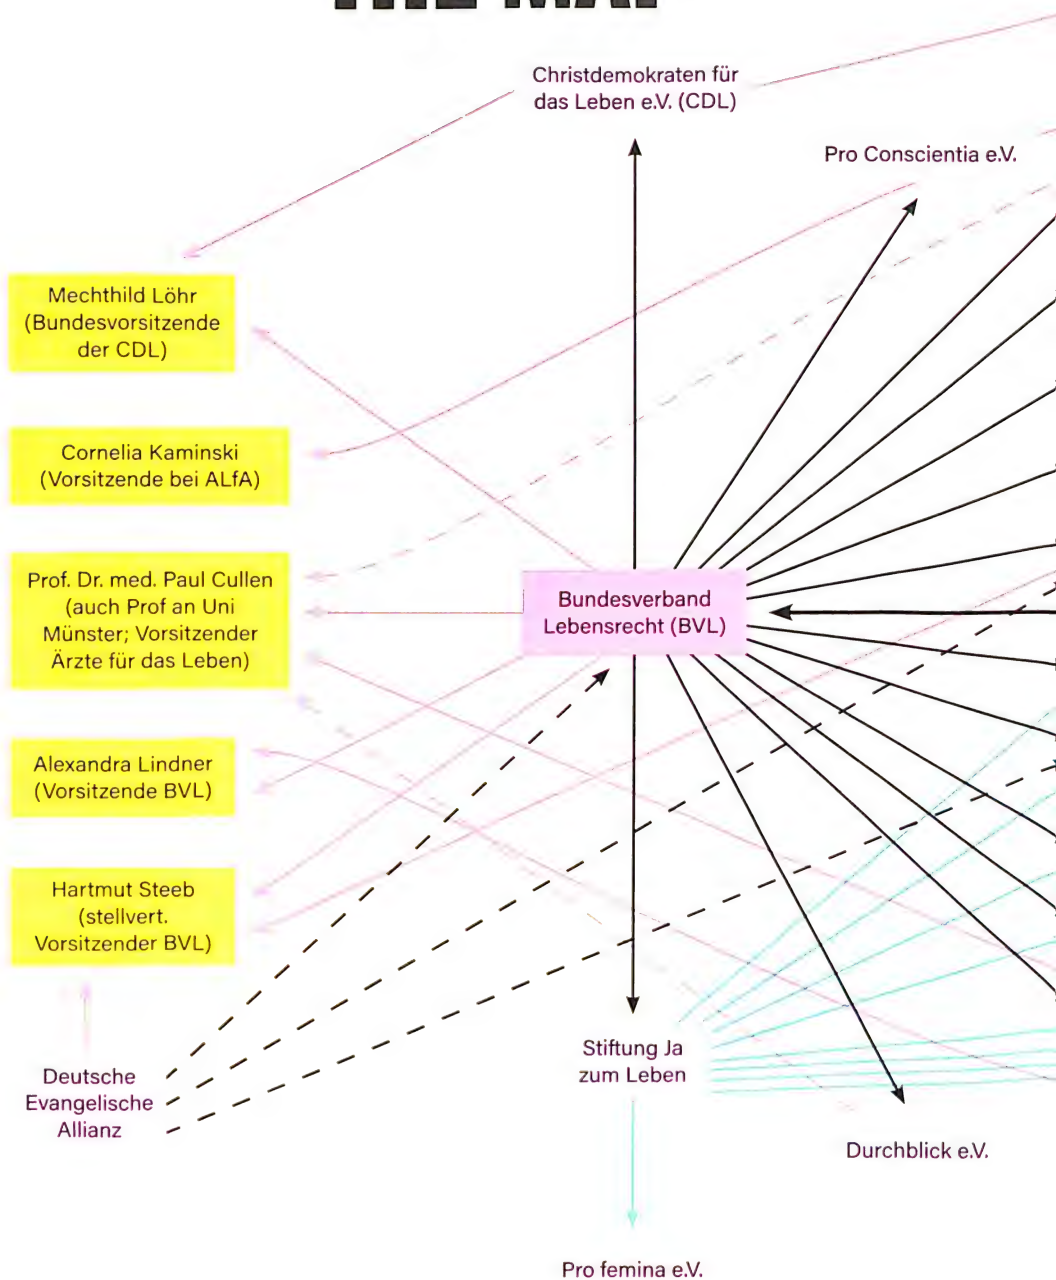 THE MAP
Christdemokraten für
das Leben e.V. (CDL)
Pro Conscientia e.V.
Mechthild Löhr
(Bundesvorsitzende
der CDL)
Cornelia Kaminski
(Vorsitzende bei ALfA)
Prof. Dr. med. Paul Cullen
(auch Prof an Uni
Münster; Vorsitzender
Ärzte für das Leben)
Bundesverband
Lebensrecht (BVL)
Alexandra Lindner
(Vorsitzende BVL)
Hartmut Steeb
(stellvert.
Vorsitzender BVL)
Deutsche
Evangelische
Allianz
Stiftung Ja
zum Leben
Durchblick e.V.
Pro femina e.V.